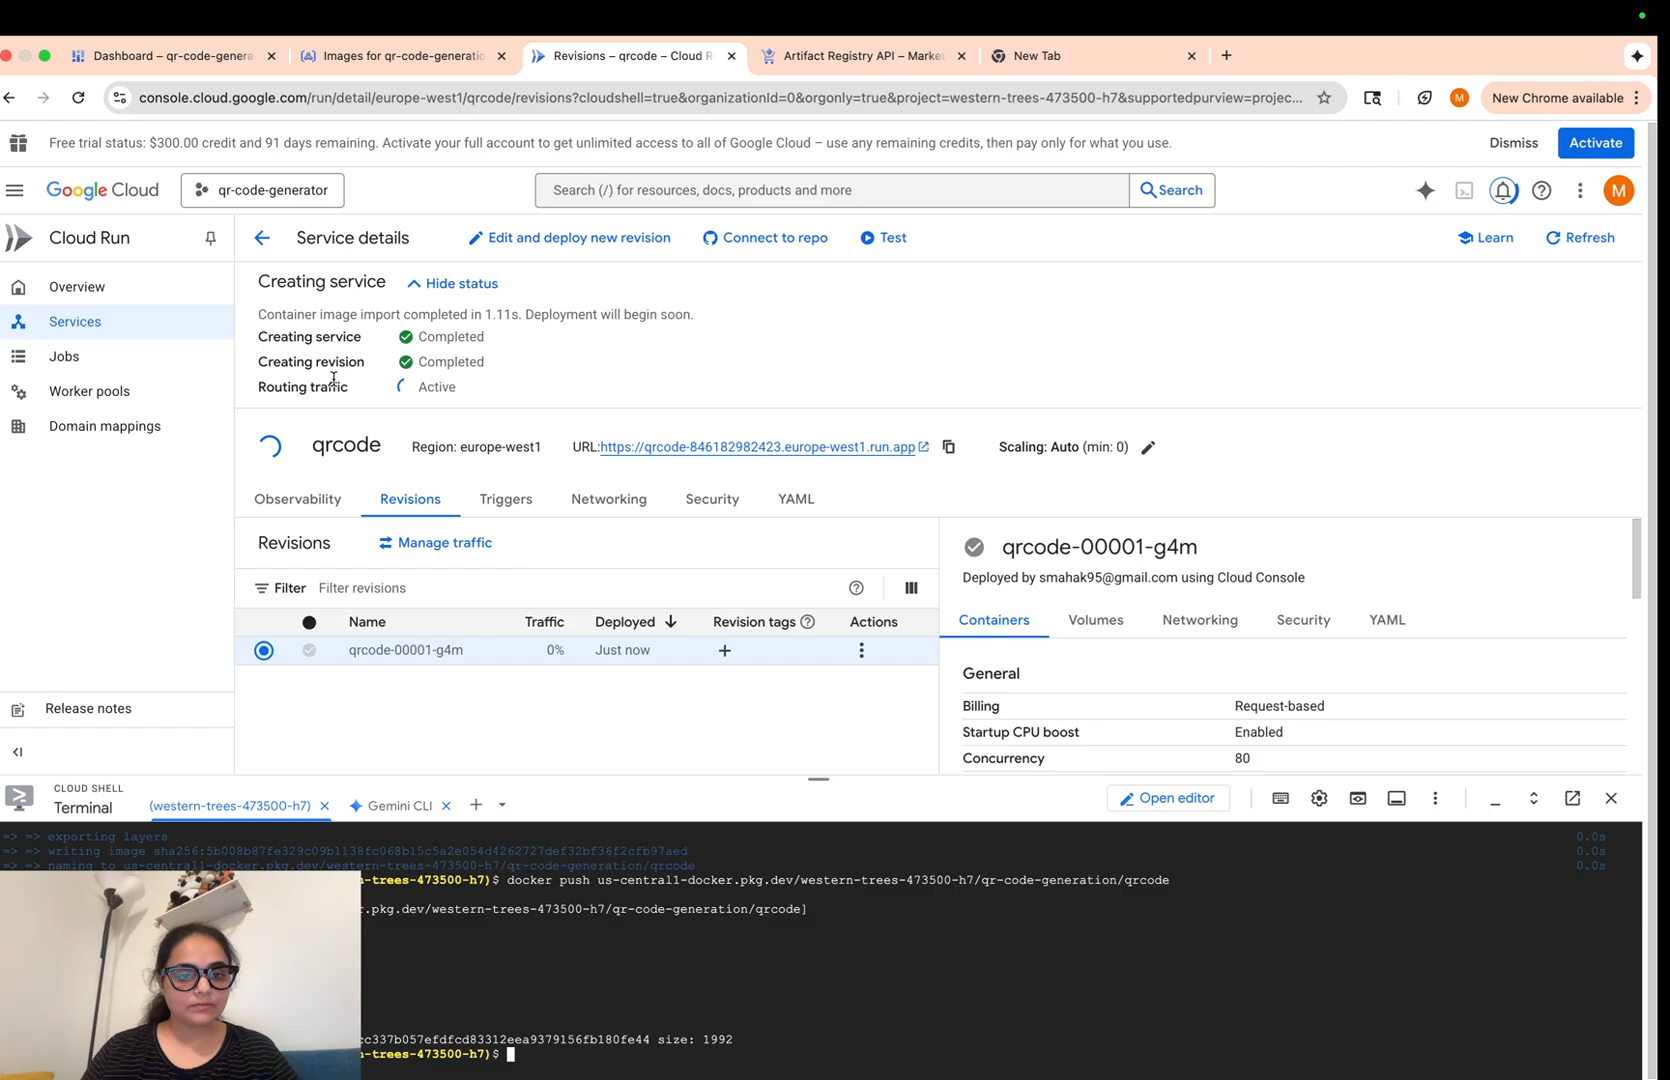 Dashboard – qr-code-genera
Images for qr-code-generatio
Revisions – qrcode – Cloud R
Artifact Registry API – Market
New Tab
console.cloud.google.com/run/detail/europe-west1/qrcode/revisions?cloudshell=true&organizationId=0&orgonly=true&project=western-trees-473500-h7&supportedpurview=projec...
M
New Chrome available
Free trial status: $300.00 credit and 91 days remaining. Activate your full account to get unlimited access to all of Google Cloud – use any remaining credits, then pay only for what you use.
Dismiss
Activate
Google Cloud
qr-code-generator
Search (/) for resources, docs, products and more
Search
M
Cloud Run
Service details
Edit and deploy new revision
Connect to repo
Test
Learn
Refresh
Overview
Services
Jobs
Worker pools
Domain mappings
Release notes
Creating service
Hide status
Container image import completed in 1.11s. Deployment will begin soon.
Creating service Completed
Creating revision Completed
Routing traffic Active
qrcode
Region: europe-west1
URL:https://qrcode-846182982423.europe-west1.run.app
Scaling: Auto (min: 0)
Observability Revisions Triggers Networking Security YAML
Revisions
Manage traffic
Filter Filter revisions
Name Traffic Deployed Revision tags Actions
qrcode-00001-g4m 0% Just now
qrcode-00001-g4m
Deployed by smahak95@gmail.com using Cloud Console
Containers Volumes Networking Security YAML
General
Billing Request-based
Startup CPU boost Enabled
Concurrency 80
CLOUD SHELL
Terminal
(western-trees-473500-h7)
Gemini CLI
Open editor
=> => exporting layers 0.0s
=> => writing image sha256:5b008b87fe329c09b1138fc068b15c5a2e054d4262727def32bf36f2cfb97aed 0.0s
=> => naming to us-central1-docker.pkg.dev/western-trees-473500-h7/qr-code-generation/qrcode 0.0s
-trees-473500-h7)$ docker push us-central1-docker.pkg.dev/western-trees-473500-h7/qr-code-generation/qrcode
.pkg.dev/western-trees-473500-h7/qr-code-generation/qrcode]
cc337b057efdfcd83312eea9379156fb180fe44 size: 1992
-trees-473500-h7)$